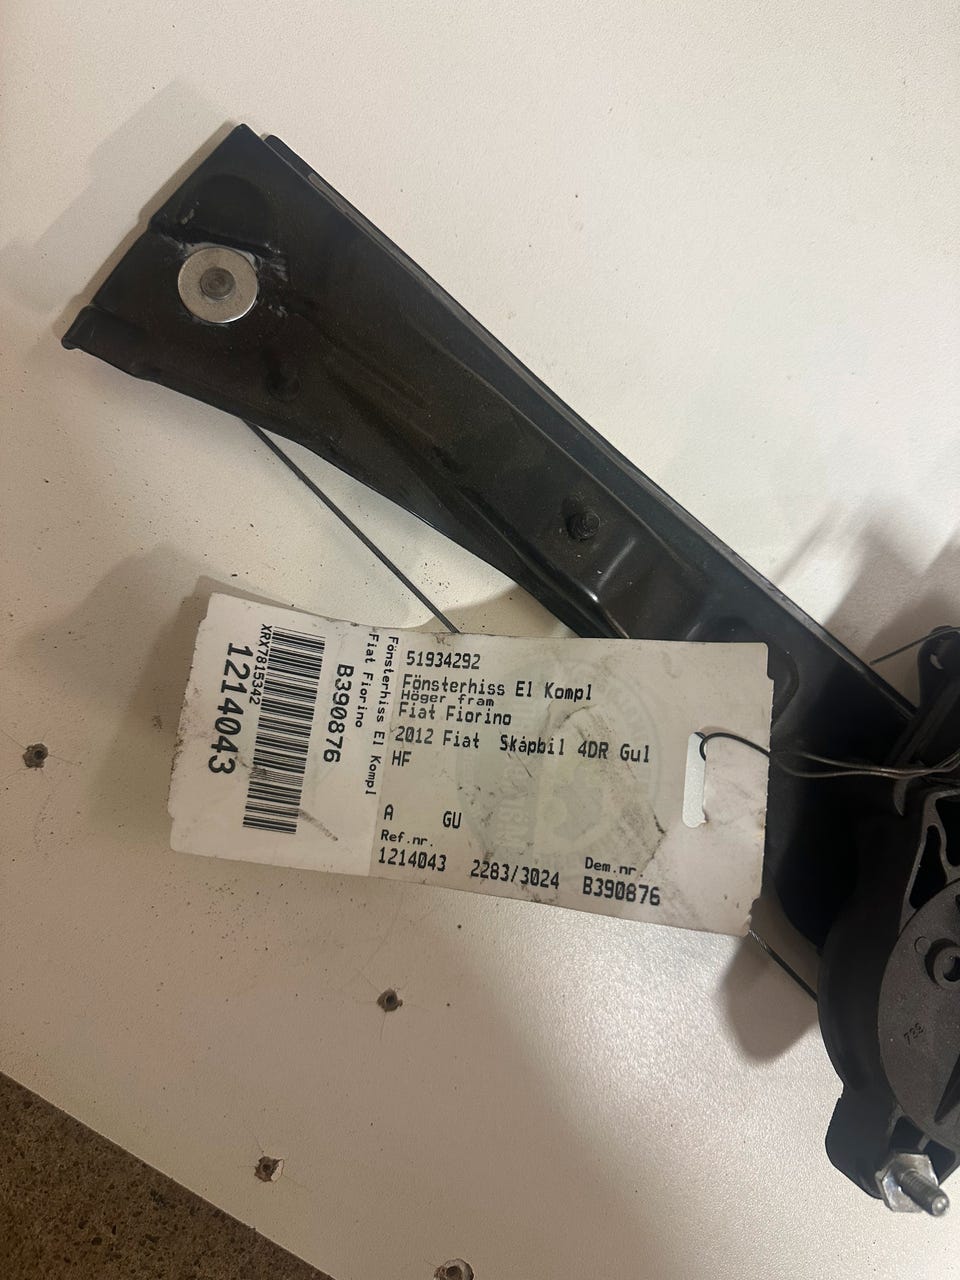 51934292
Fönsterhiss El Kompl
Höger fram
Fiat Fiorino
2012 Fiat Skåpbil 4DR Gul
HF
A GU
Ref.nr. Dem.nr.
1214043 2283/3024 B390876
Fönsterhiss El Kompl
Fiat Fiorino
B390876
XRX7815342
1214043
722